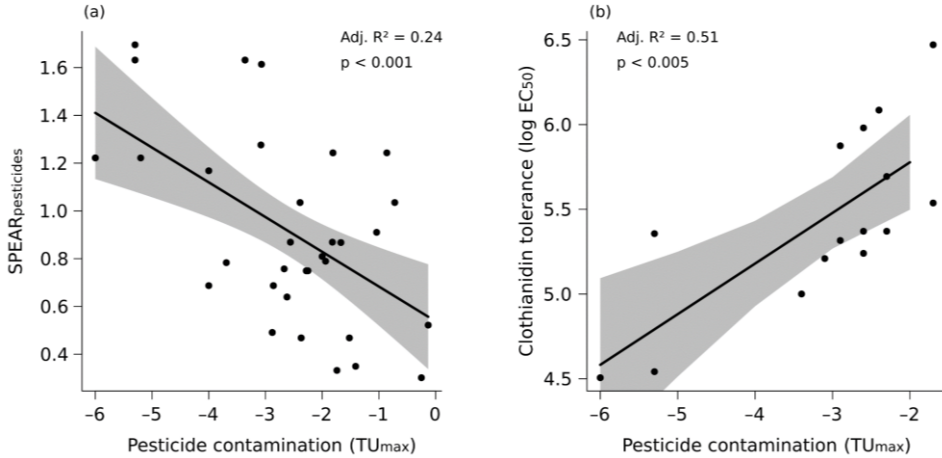 (a)
Adj. R² = 0.24
p < 0.001
1.6
1.4
1.2
1.0
0.8
0.6
0.4
SPEARpesticides
–6
–5
–4
–3
–2
–1
0
Pesticide contamination (TUmax)
(b)
Adj. R² = 0.51
p < 0.005
6.5
6.0
5.5
5.0
4.5
Clothianidin tolerance (log EC50)
–6
–5
–4
–3
–2
Pesticide contamination (TUmax)